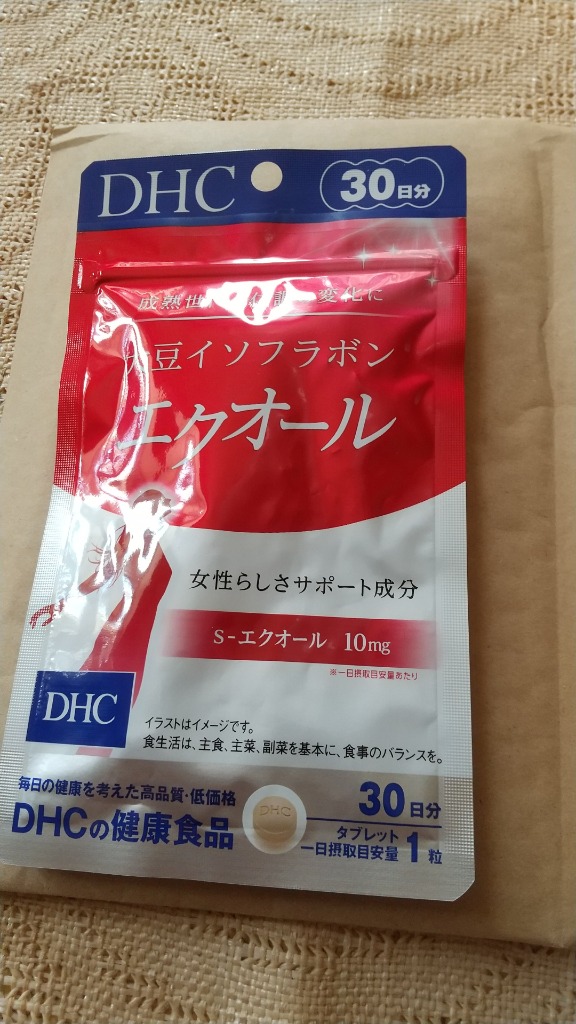 DHC
30日分
成熟世 変化に
豆イソフラボン
エクオール
女性らしさサポート成分
S-エクオール 10mg
※一日摂取目安量あたり
DHC
イラストはイメージです。
食生活は、主食、主菜、副菜を基本に、食事のバランスを。
毎日の健康を考えた高品質・低価格
DHCの健康食品
DHC
30日分
タブレット
一日摂取目安量 1粒